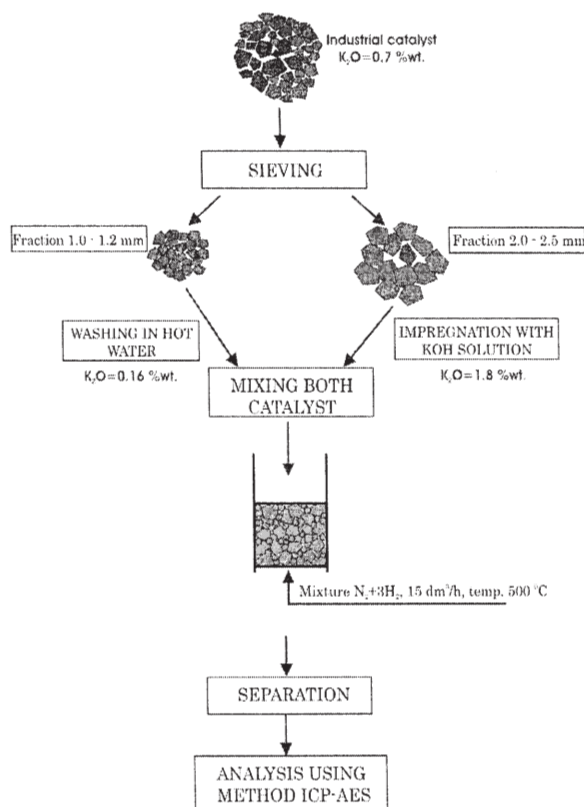 Industrial catalyst
K₂O=0.7 %wt.
SIEVING
Fraction 1.0 - 1.2 mm
Fraction 2.0 - 2.5 mm
WASHING IN HOT
WATER
K₂O=0.16 %wt.
IMPREGNATION WITH
KOH SOLUTION
K₂O=1.8 %wt.
MIXING BOTH
CATALYST
Mixture N₂+3H₂, 15 dm³/h, temp. 500 °C
SEPARATION
ANALYSIS USING
METHOD ICP-AES